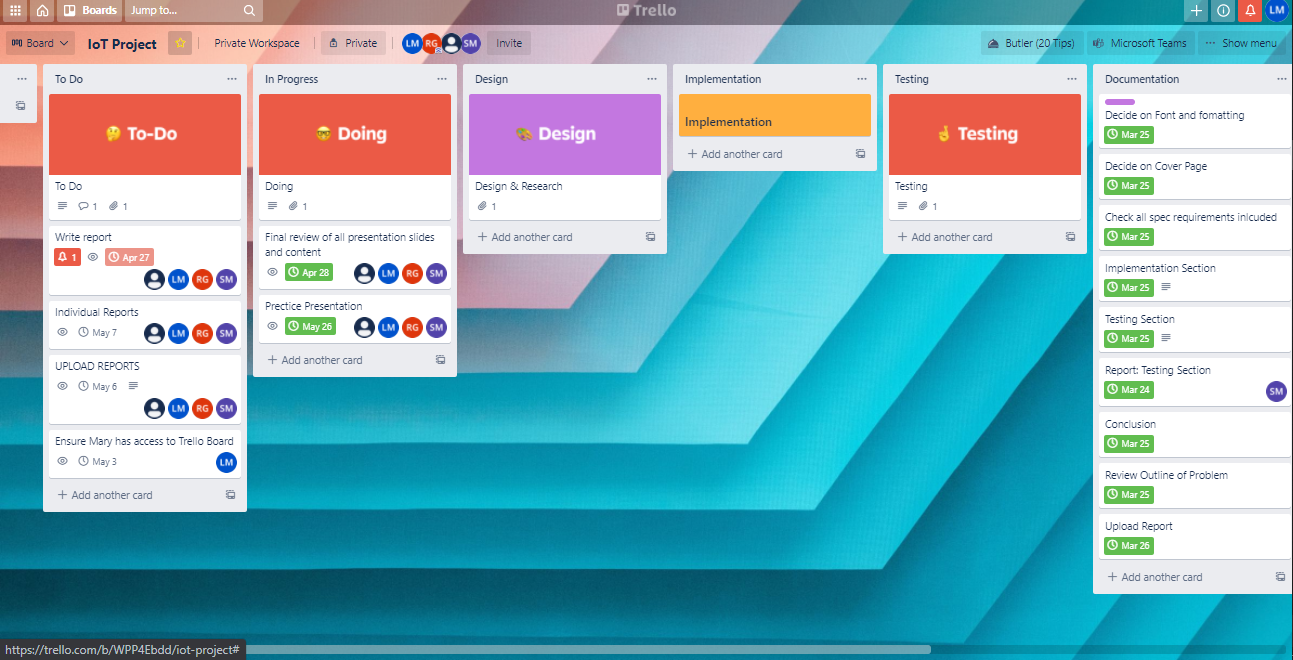 Boards
Jump to...
Trello
LM
Board
IoT Project
Private Workspace
Private
LM
RG
SM
Invite
Butler (20 Tips)
Microsoft Teams
Show menu
To Do
To-Do
To Do
1
1
Write report
1
Apr 27
LM
RG
SM
Individual Reports
May 7
LM
RG
SM
UPLOAD REPORTS
May 6
LM
RG
SM
Ensure Mary has access to Trello Board
May 3
LM
+ Add another card
In Progress
Doing
Doing
1
Final review of all presentation slides
and content
Apr 28
LM
RG
SM
Prectice Presentation
May 26
LM
RG
SM
+ Add another card
Design
Design
Design & Research
1
+ Add another card
Implementation
Implementation
+ Add another card
Testing
Testing
Testing
1
+ Add another card
Documentation
Decide on Font and fomatting
Mar 25
Decide on Cover Page
Mar 25
Check all spec requirements inlcuded
Mar 25
Implementation Section
Mar 25
Testing Section
Mar 25
Report: Testing Section
Mar 24
SM
Conclusion
Mar 25
Review Outline of Problem
Mar 25
Upload Report
Mar 26
+ Add another card
https://trello.com/b/WPP4Ebdd/iot-project#